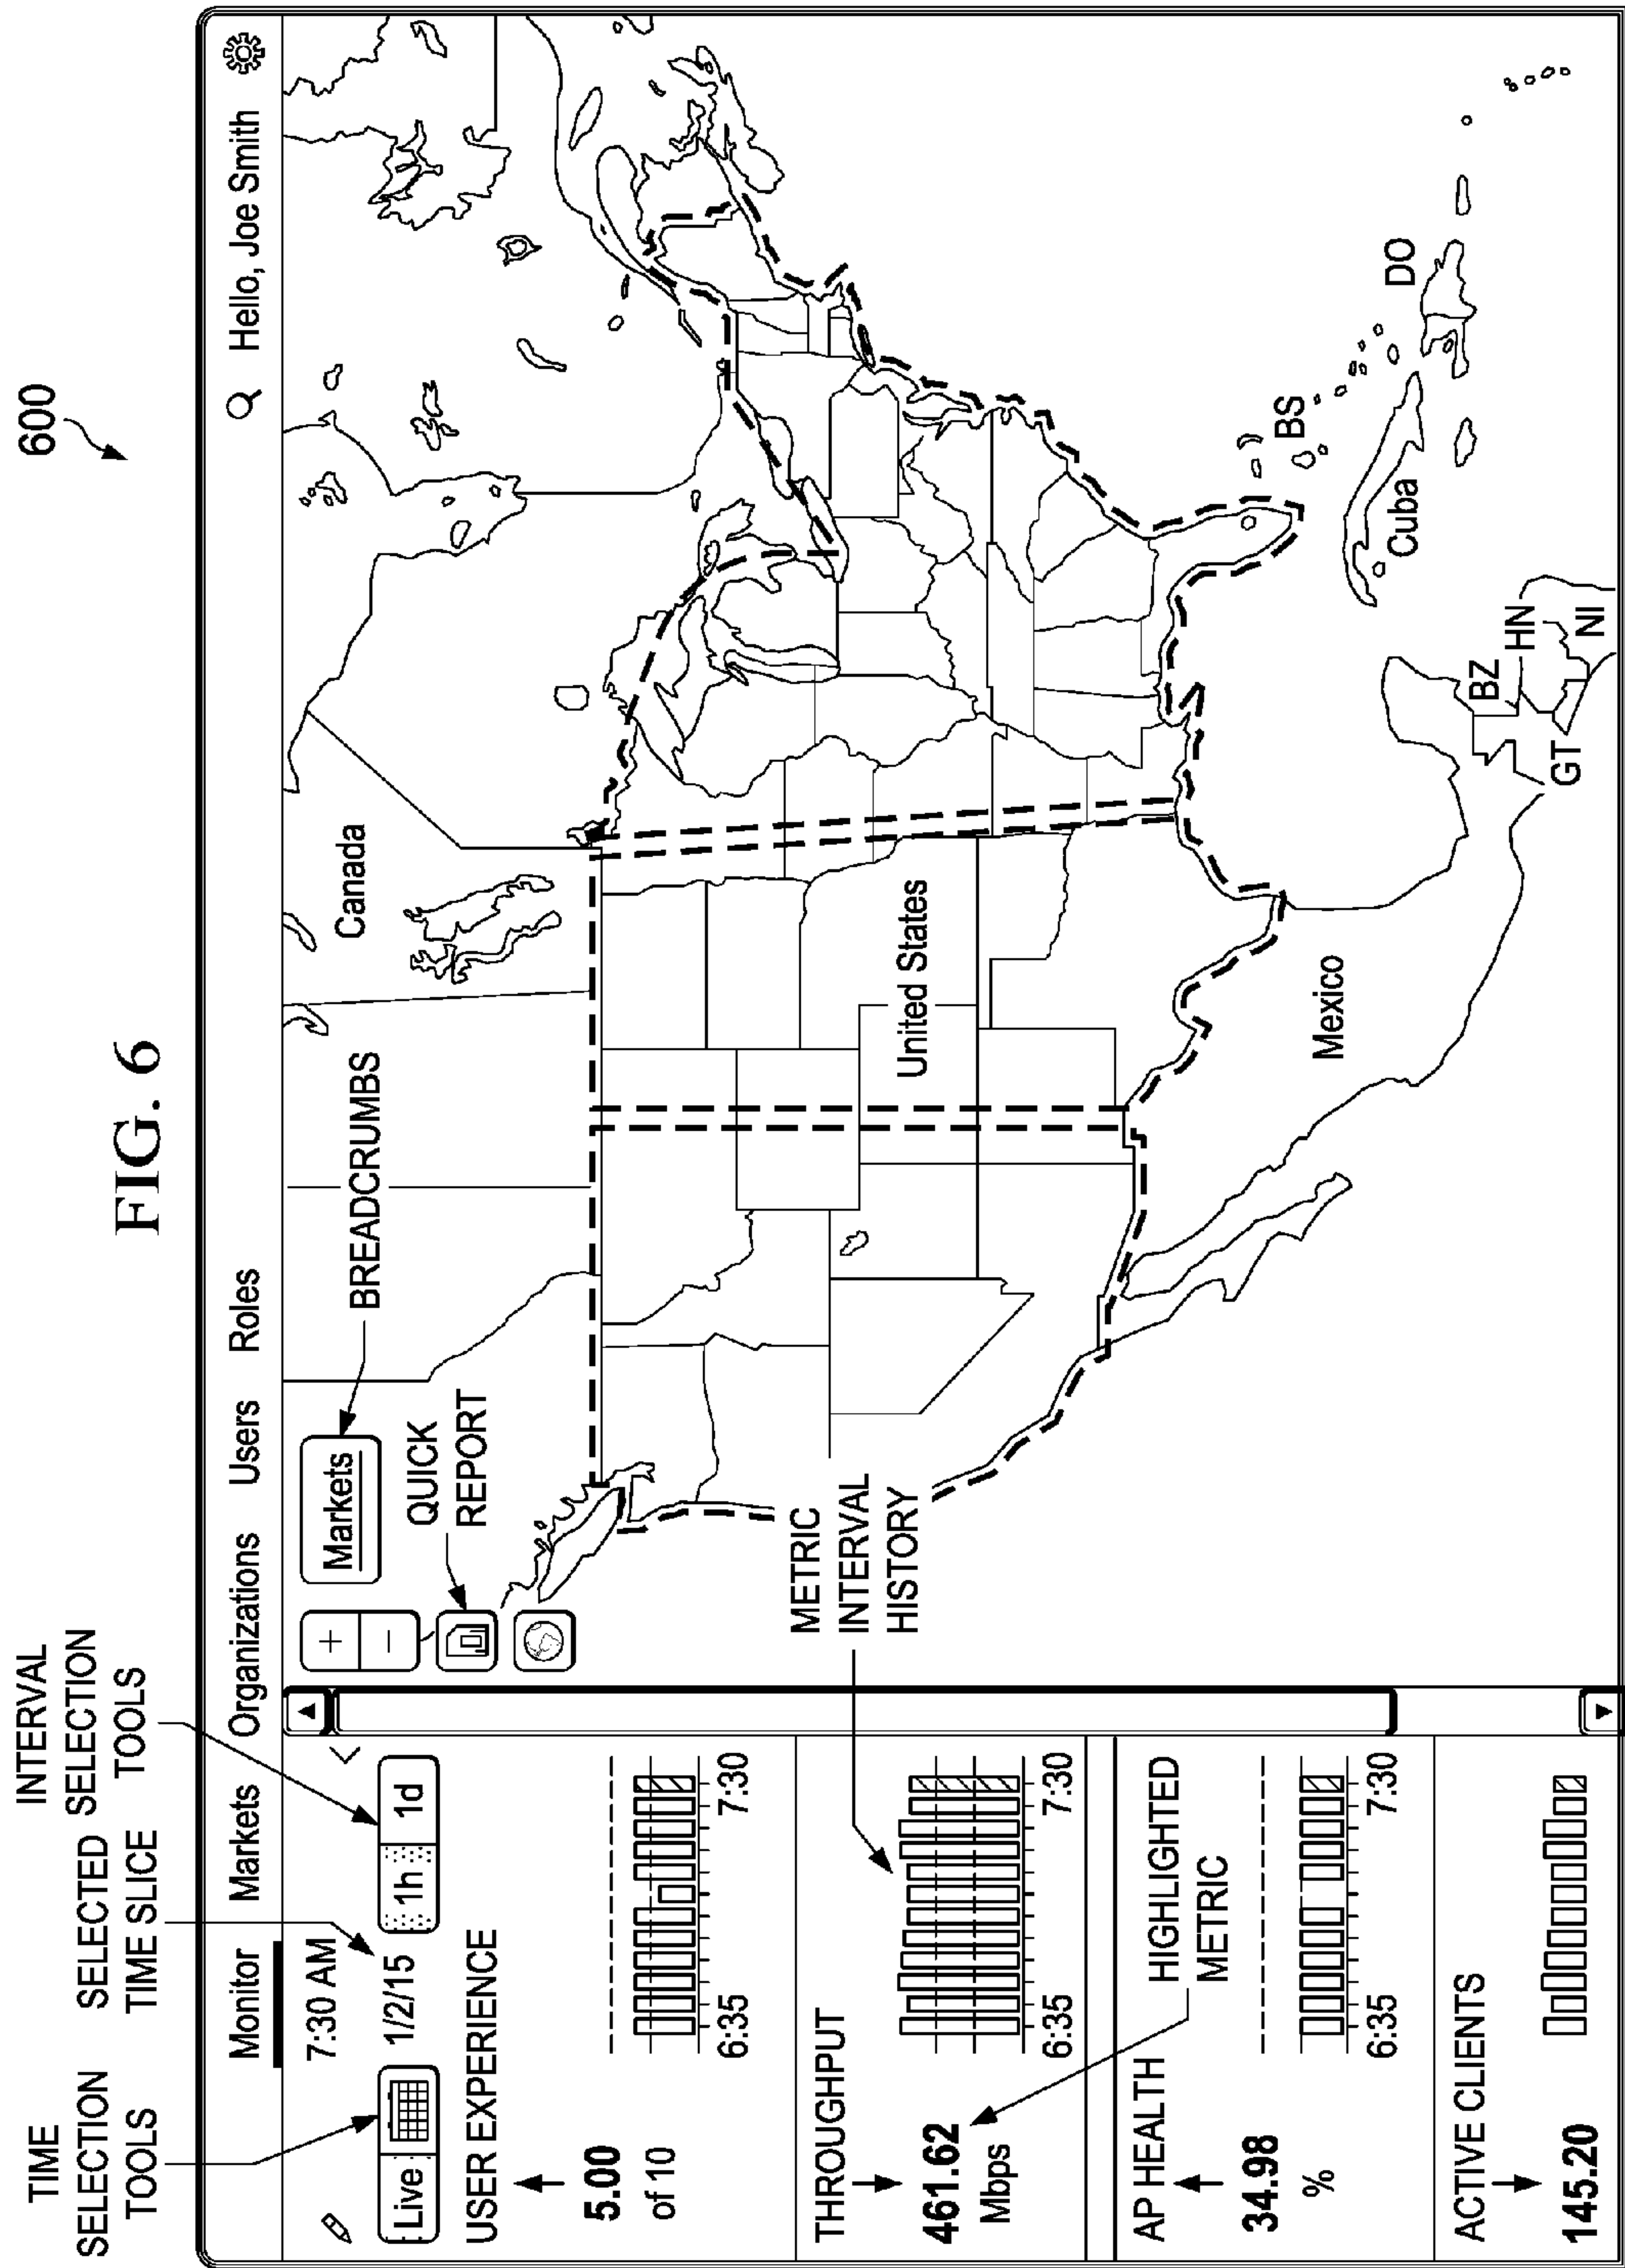 FIG. 6
600
TIME
SELECTION
TOOLS
SELECTED
TIME SLICE
INTERVAL
SELECTION
TOOLS
Monitor Markets Organizations Users Roles Hello, Joe Smith
Live
7:30 AM
1/2/15
1h 1d
USER EXPERIENCE
5.00
of 10
6:35 7:30
THROUGHPUT
461.62
Mbps
6:35 7:30
AP HEALTH
34.98
%
HIGHLIGHTED
METRIC
6:35 7:30
ACTIVE CLIENTS
145.20
+
−
Markets
BREADCRUMBS
QUICK
REPORT
METRIC
INTERVAL
HISTORY
Canada
United States
Mexico
Cuba
BS
DO
BZ
HN
GT
NI